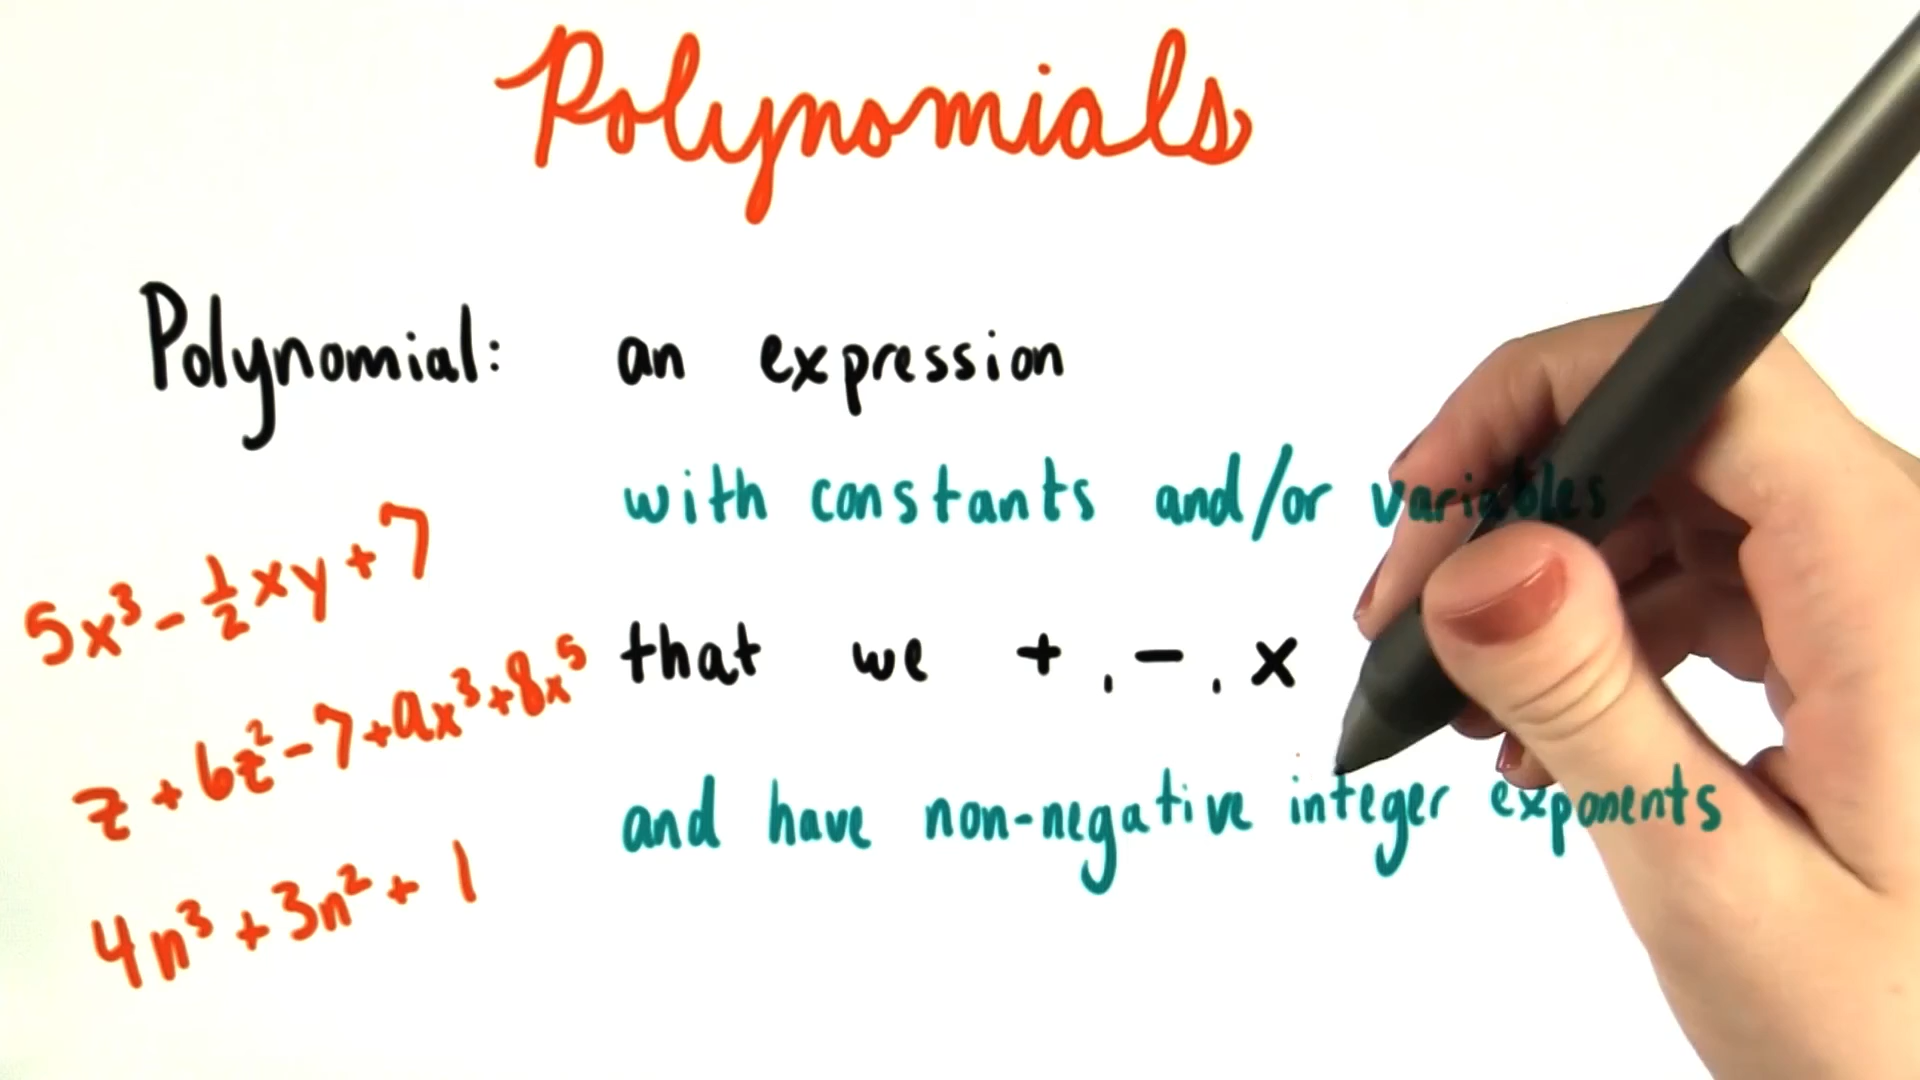 Polynomials
Polynomial: an expression
with constants and/or variables
that we +, -, x
and have non-negative integer exponents
5x³ - ½xy + 7
z + 6z² - 7 + ax³ + 8x⁵
4n³ + 3n² + 1